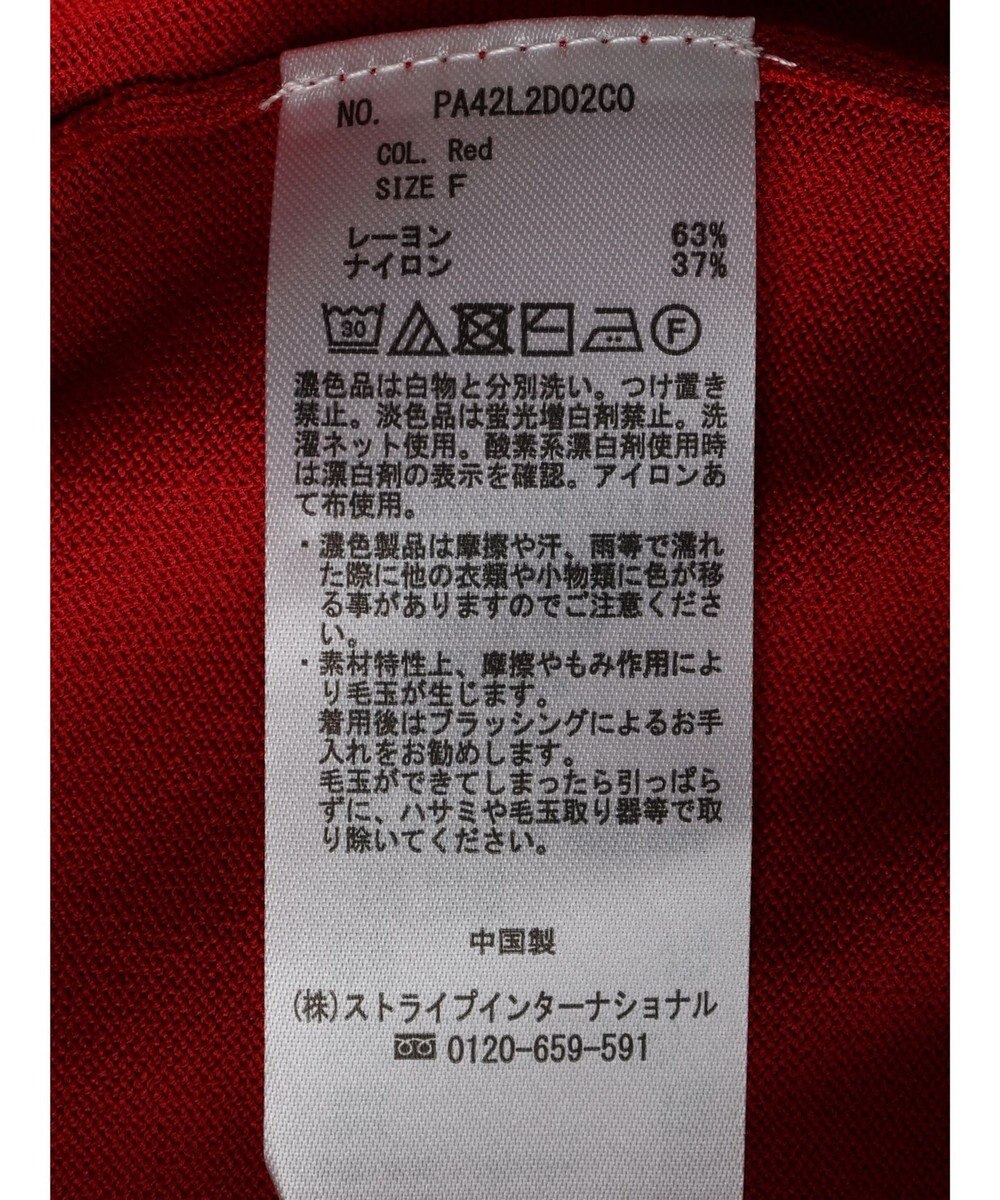 NO. PA42L2D02C0
COL. Red
SIZE F
レーヨン 63%
ナイロン 37%
30 F
濃色品は白物と分別洗い。つけ置き
禁止。淡色品は蛍光増白剤禁止。洗
濯ネット使用。酸素系漂白剤使用時
は漂白剤の表示を確認。アイロンあ
て布使用。
・濃色製品は摩擦や汗、雨等で濡れ
た際に他の衣類や小物類に色が移
る事がありますのでご注意くださ
い。
・素材特性上、摩擦やもみ作用によ
り毛玉が生じます。
着用後はブラッシングによるお手
入れをお勧めします。
毛玉ができてしまったら引っぱら
ずに、ハサミや毛玉取り器等で取
り除いてください。
中国製
(株)ストライプインターナショナル
0120-659-591